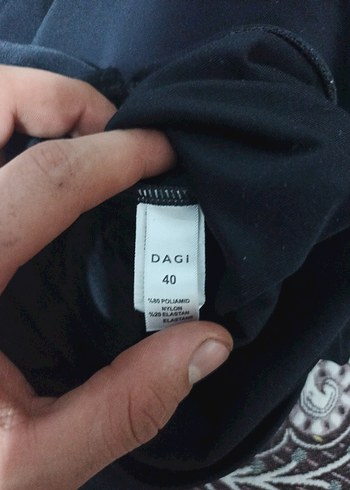 DAGi
40
%80 POLIAMID
NYLON
%20 ELASTAN
ELASTANE